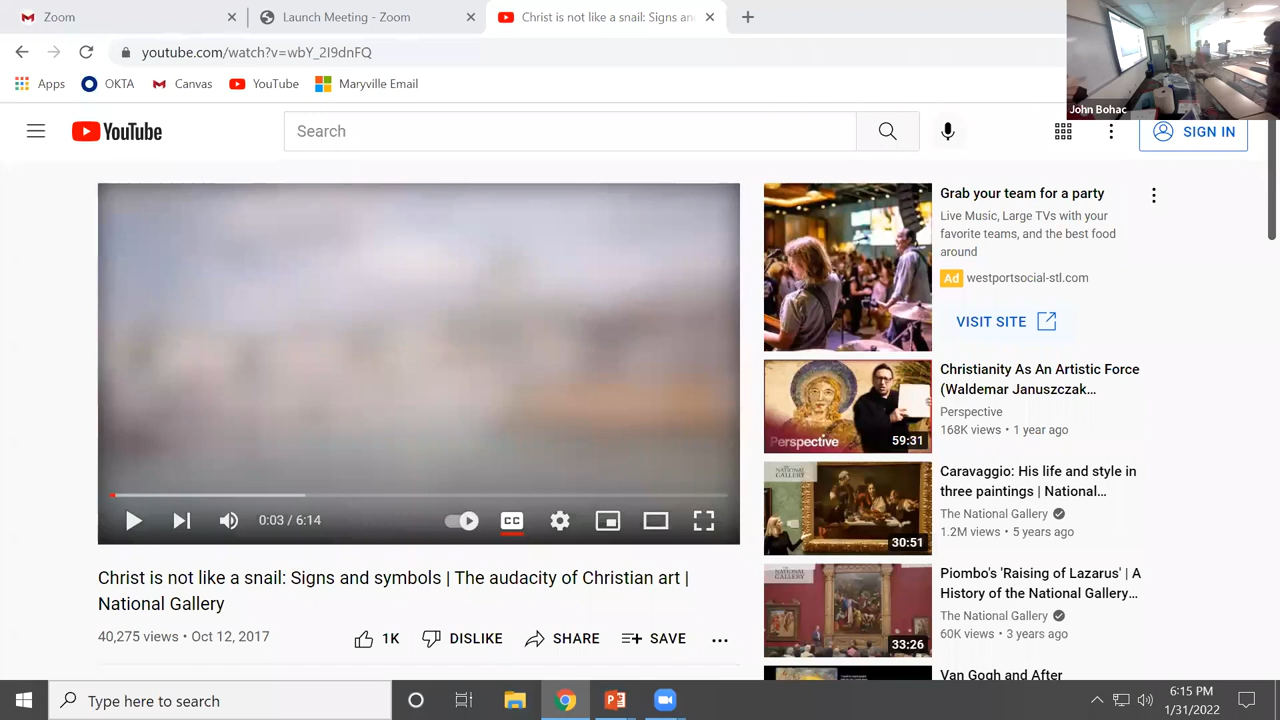 Zoom
Launch Meeting - Zoom
Christ is not like a snail: Signs an
youtube.com/watch?v=wbY_2I9dnFQ
Apps
OKTA
Canvas
YouTube
Maryville Email
John Bohac
YouTube
Search
SIGN IN
Grab your team for a party
Live Music, Large TVs with your
favorite teams, and the best food
around
Ad westportsocial-stl.com
VISIT SITE
Christianity As An Artistic Force
(Waldemar Januszczak...
Perspective
168K views • 1 year ago
Perspective
59:31
Caravaggio: His life and style in
three paintings | National...
The National Gallery
1.2M views • 5 years ago
NATIONAL
GALLERY
30:51
Piombo's 'Raising of Lazarus' | A
History of the National Gallery...
The National Gallery
60K views • 3 years ago
NATIONAL
GALLERY
33:26
Van Gogh and After
0:03 / 6:14
CC
Christ is not like a snail: Signs and symbols | The audacity of Christian art |
National Gallery
40,275 views • Oct 12, 2017
1K
DISLIKE
SHARE
SAVE
Type here to search
6:15 PM
1/31/2022